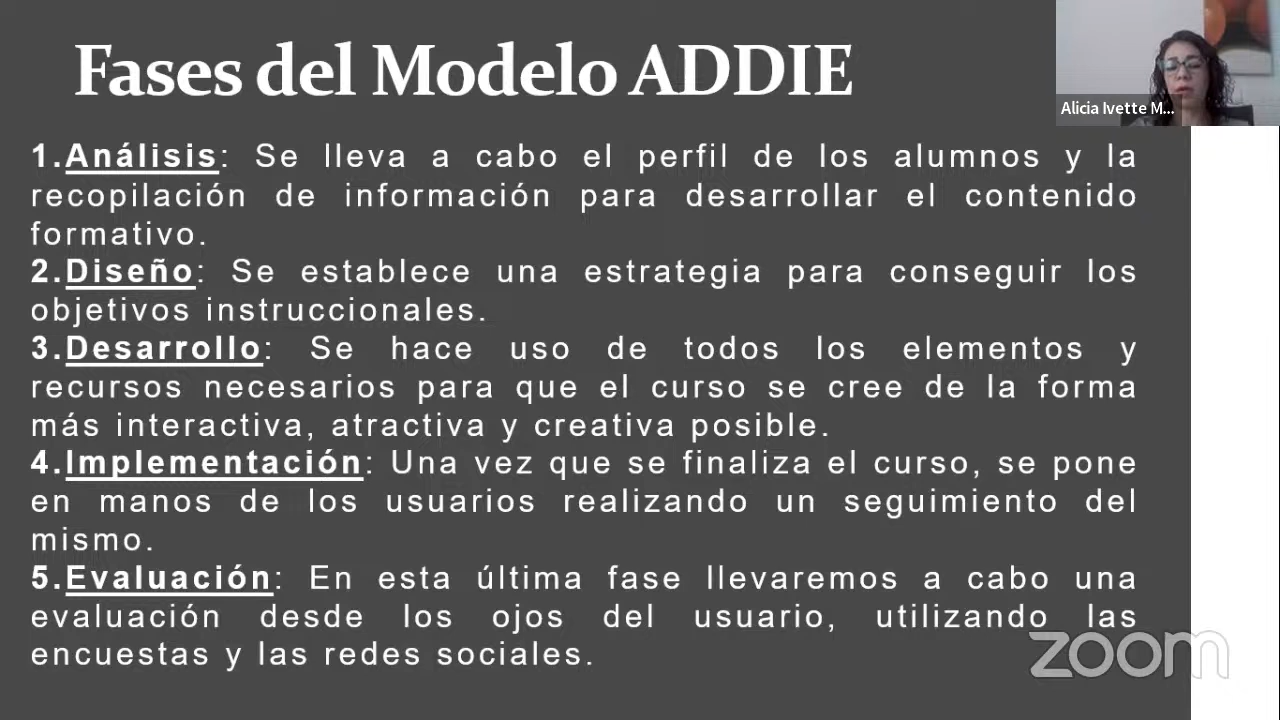 Fases del Modelo ADDIE
Alicia Ivette M...
1.Análisis: Se lleva a cabo el perfil de los alumnos y la
recopilación de información para desarrollar el contenido
formativo.
2.Diseño: Se establece una estrategia para conseguir los
objetivos instruccionales.
3.Desarrollo: Se hace uso de todos los elementos y
recursos necesarios para que el curso se cree de la forma
más interactiva, atractiva y creativa posible.
4.Implementación: Una vez que se finaliza el curso, se pone
en manos de los usuarios realizando un seguimiento del
mismo.
5.Evaluación: En esta última fase llevaremos a cabo una
evaluación desde los ojos del usuario, utilizando las
encuestas y las redes sociales.
zoom